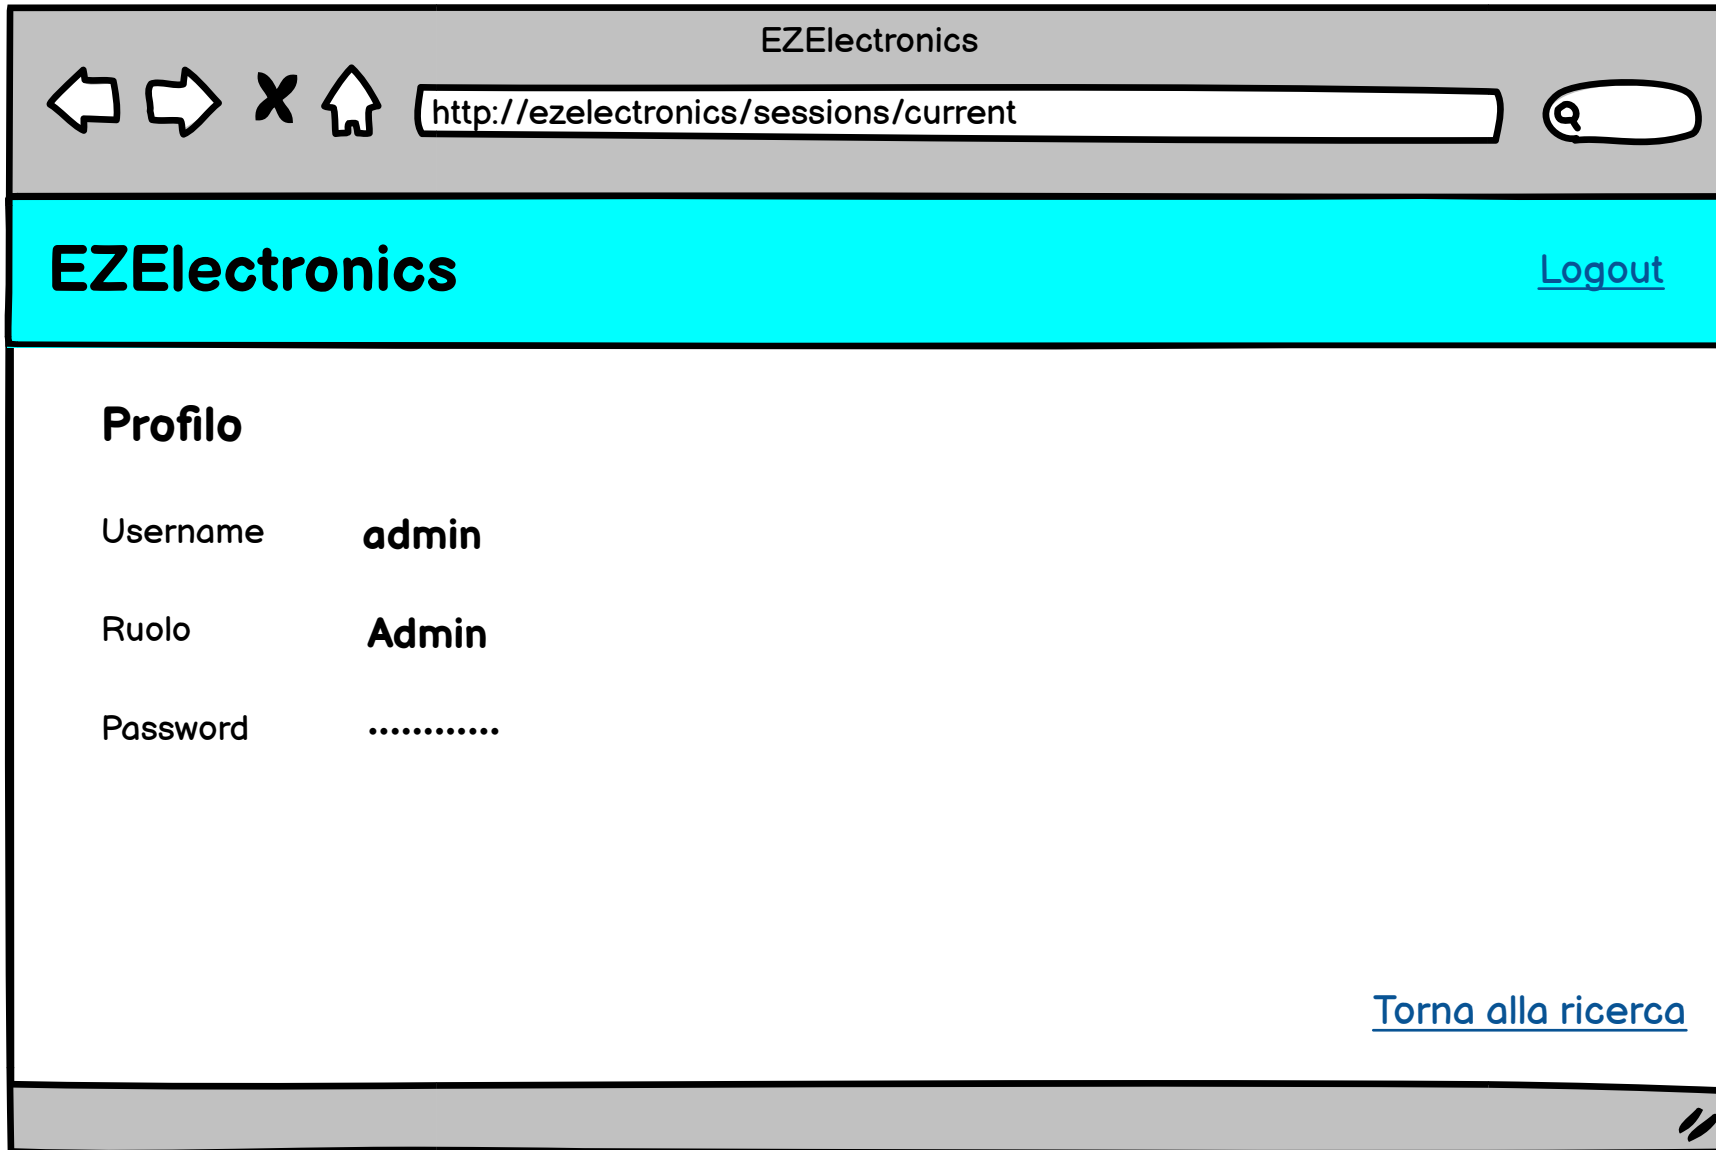 EZElectronics
http://ezelectronics/sessions/current
EZElectronics
Logout
Profilo
Username admin
Ruolo Admin
Password ............
Torna alla ricerca